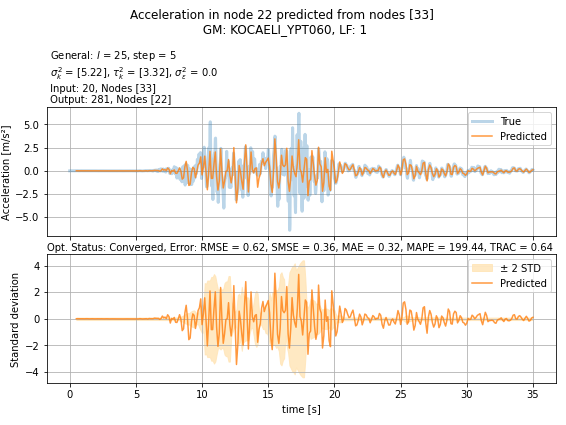 Acceleration in node 22 predicted from nodes [33]
GM: KOCAELI_YPT060, LF: 1
General: l = 25, step = 5
σ²ₖ = [5.22], τ²ₖ = [3.32], σ²ε = 0.0
Input: 20, Nodes [33]
Output: 281, Nodes [22]
Acceleration [m/s²]
5.0
2.5
0.0
−2.5
−5.0
True
Predicted
Opt. Status: Converged, Error: RMSE = 0.62, SMSE = 0.36, MAE = 0.32, MAPE = 199.44, TRAC = 0.64
Standard deviation
4
2
0
−2
−4
± 2 STD
Predicted
0 5 10 15 20 25 30 35
time [s]